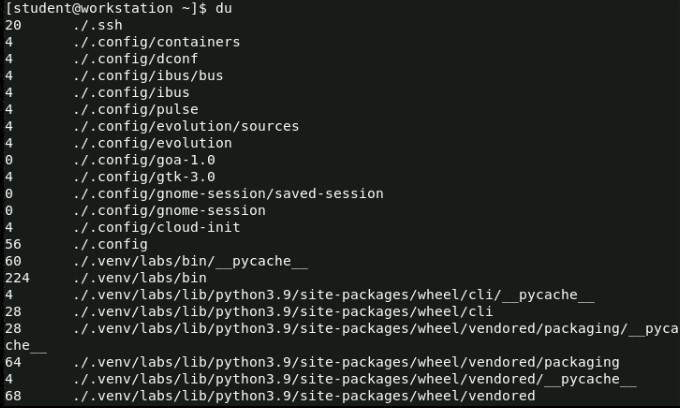 [student@workstation ~]$ du
20 ./.ssh
4 ./.config/containers
4 ./.config/dconf
4 ./.config/ibus/bus
4 ./.config/ibus
4 ./.config/pulse
4 ./.config/evolution/sources
4 ./.config/evolution
0 ./.config/goa-1.0
4 ./.config/gtk-3.0
0 ./.config/gnome-session/saved-session
0 ./.config/gnome-session
4 ./.config/cloud-init
56 ./.config
60 ./.venv/labs/bin/__pycache__
224 ./.venv/labs/bin
4 ./.venv/labs/lib/python3.9/site-packages/wheel/cli/__pycache__
28 ./.venv/labs/lib/python3.9/site-packages/wheel/cli
28 ./.venv/labs/lib/python3.9/site-packages/wheel/vendored/packaging/__pyca
che__
64 ./.venv/labs/lib/python3.9/site-packages/wheel/vendored/packaging
4 ./.venv/labs/lib/python3.9/site-packages/wheel/vendored/__pycache__
68 ./.venv/labs/lib/python3.9/site-packages/wheel/vendored